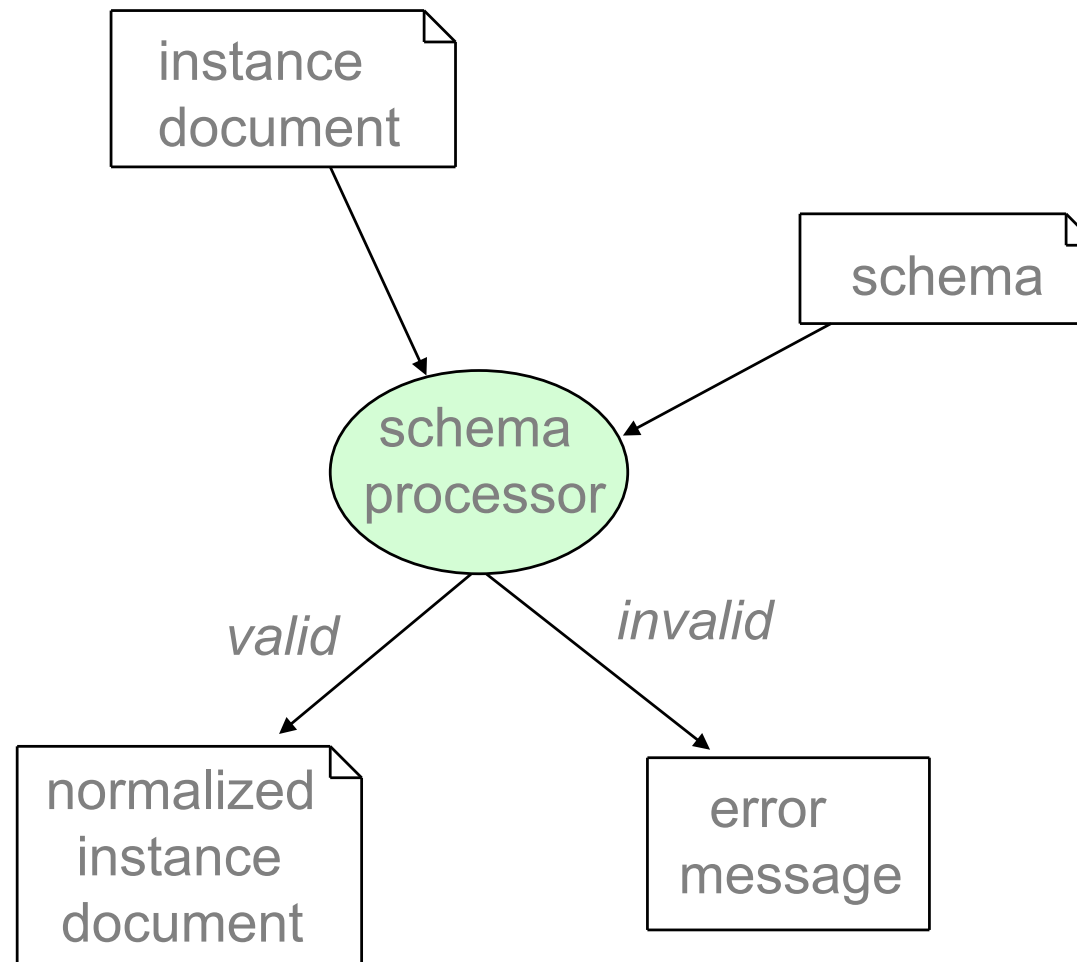 instance
document
schema
schema
processor
valid
invalid
normalized
instance
document
error
message